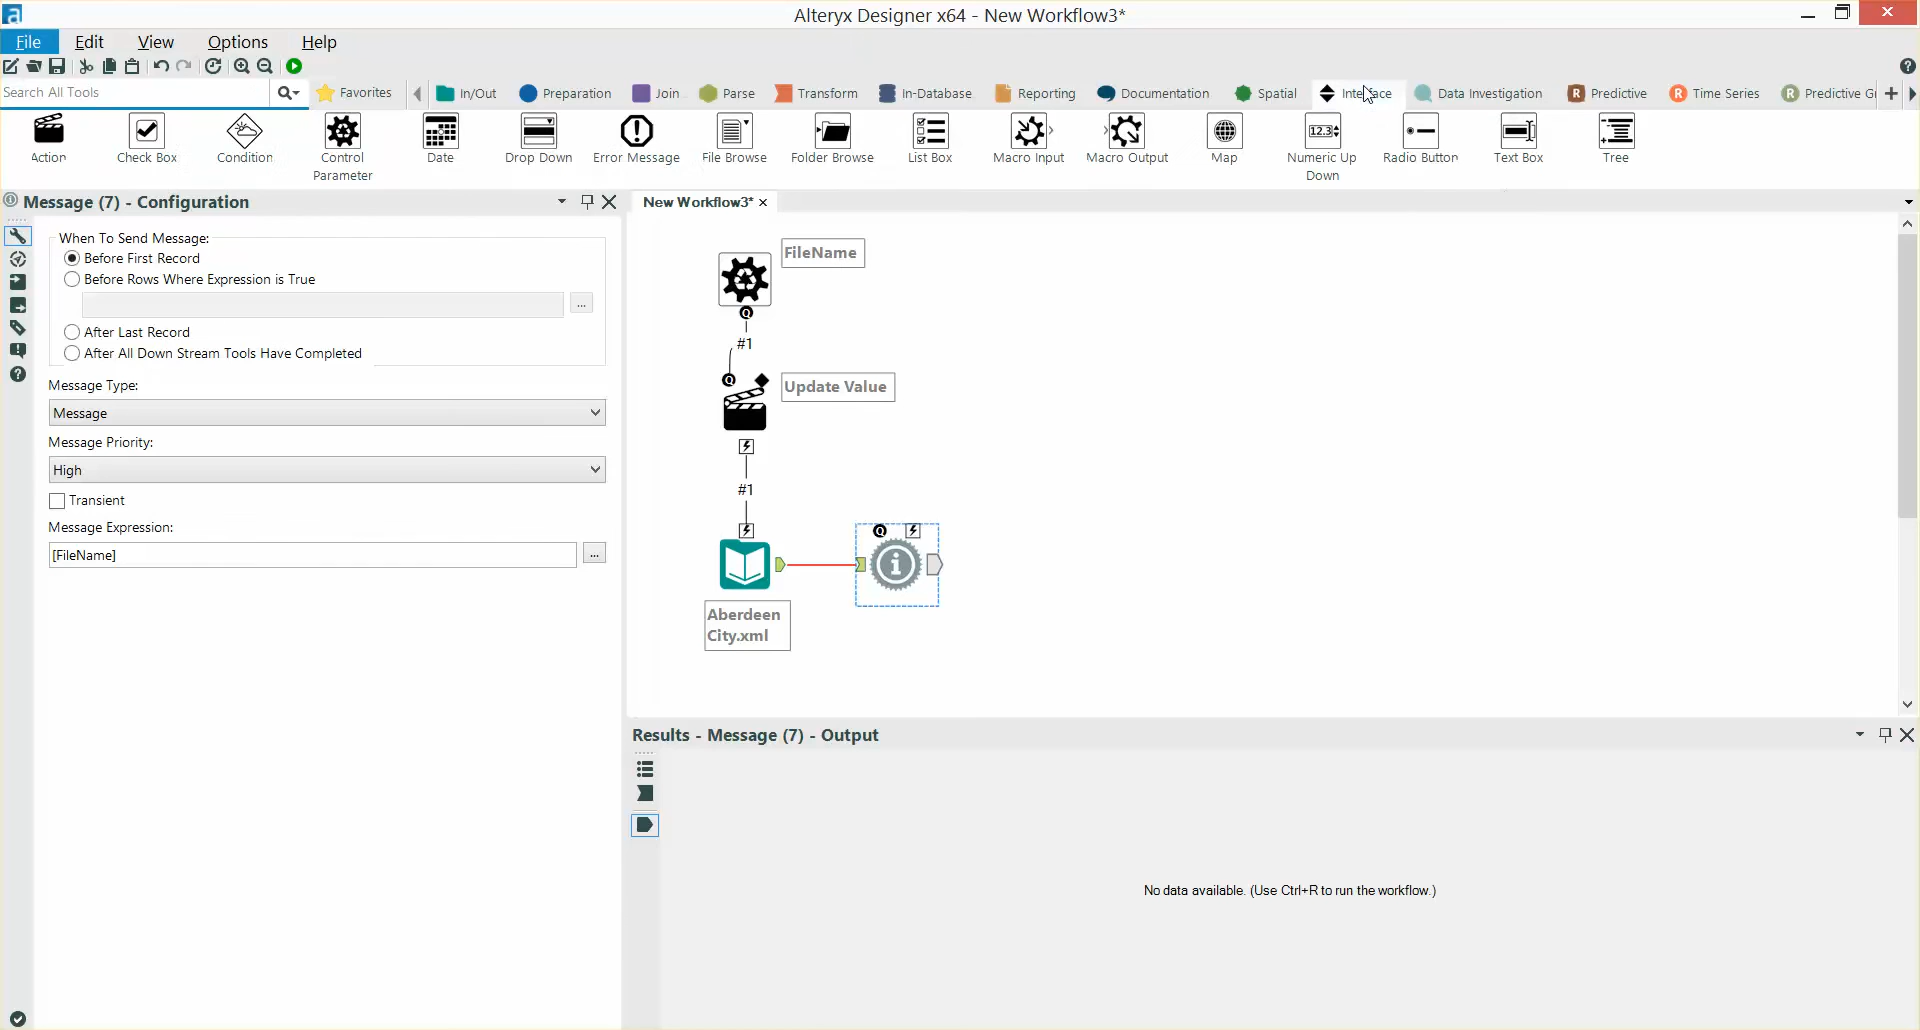 Alteryx Designer x64 - New Workflow3*
File Edit View Options Help
Search All Tools
Favorites In/Out Preparation Join Parse Transform In-Database Reporting Documentation Spatial Data Investigation Predictive Time Series Predictive
Action Check Box Condition Control Parameter Date Drop Down Error Message File Browse Folder Browse List Box Macro Input Macro Output Map Numeric Up Down Radio Button Text Box Tree
Message (7) - Configuration
New Workflow3*
When To Send Message:
Before First Record
Before Rows Where Expression is True
...
After Last Record
After All Down Stream Tools Have Completed
Message Type:
Message
Message Priority:
High
Transient
Message Expression:
[FileName]
...
FileName
#1
Update Value
#1
Aberdeen
City.xml
Results - Message (7) - Output
No data available. (Use Ctrl+R to run the workflow.)